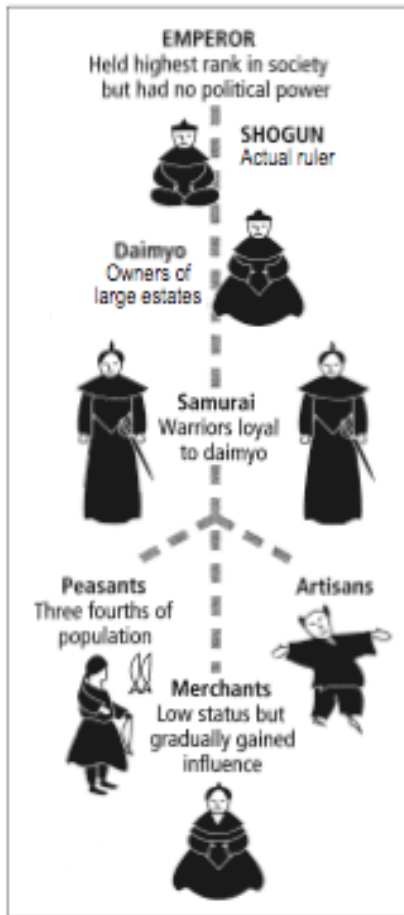 EMPEROR
Held highest rank in society
but had no political power
SHOGUN
Actual ruler
Daimyo
Owners of
large estates
Samurai
Warriors loyal
to daimyo
Peasants
Three fourths of
population
Artisans
Merchants
Low status but
gradually gained
influence